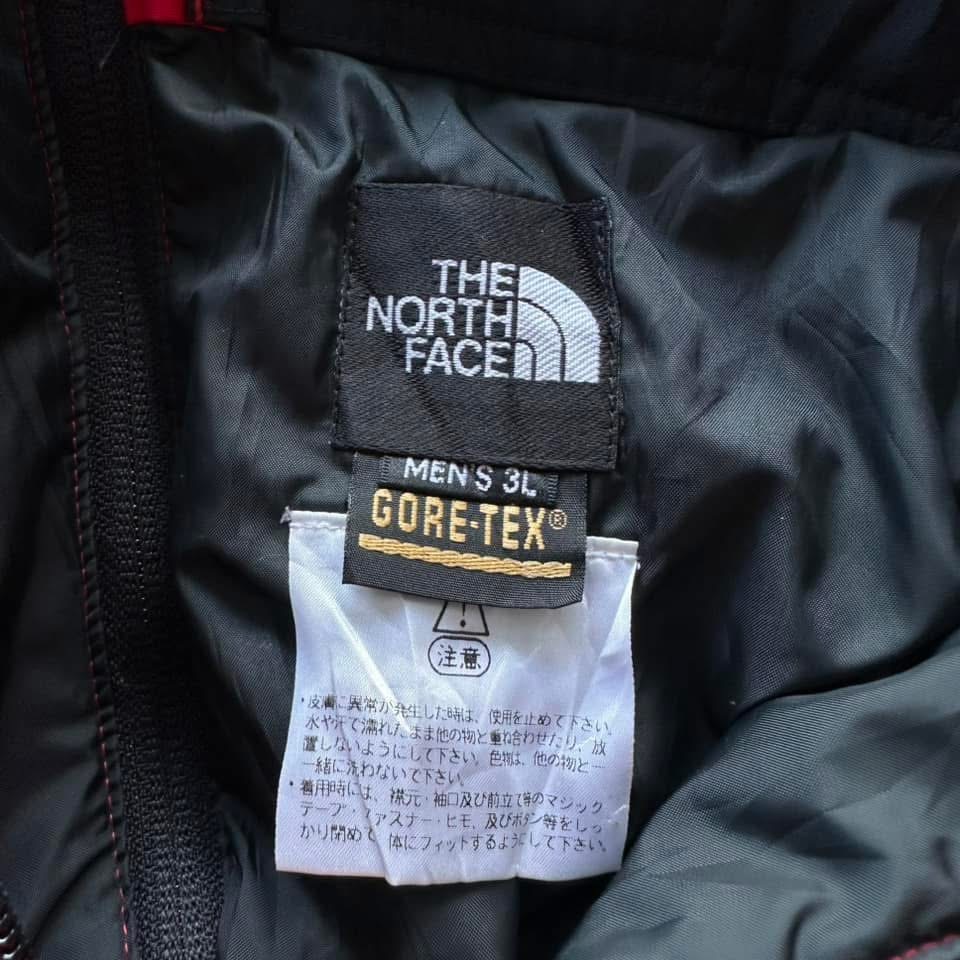 THE
NORTH
FACE
MEN'S 3L
GORE-TEX®
注意
・皮膚に異常が発生した時は、使用を止めて下さい。
水や汗で濡れたまま他の物と重ね合わせたり、放
置しないようにして下さい。色物は、他の物と
一緒に洗わないで下さい。
・着用時には、襟元・袖口及び前立て等のマジック
テープ・ファスナー・ヒモ、及びボタン等をしっ
かり閉めて、体にフィットするようにして下さい。